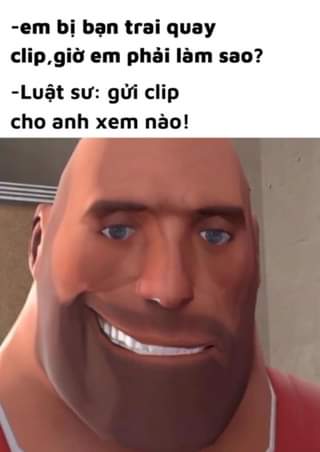 -em bị bạn trai quay
clip,giờ em phải làm sao?
-Luật sư: gửi clip
cho anh xem nào!